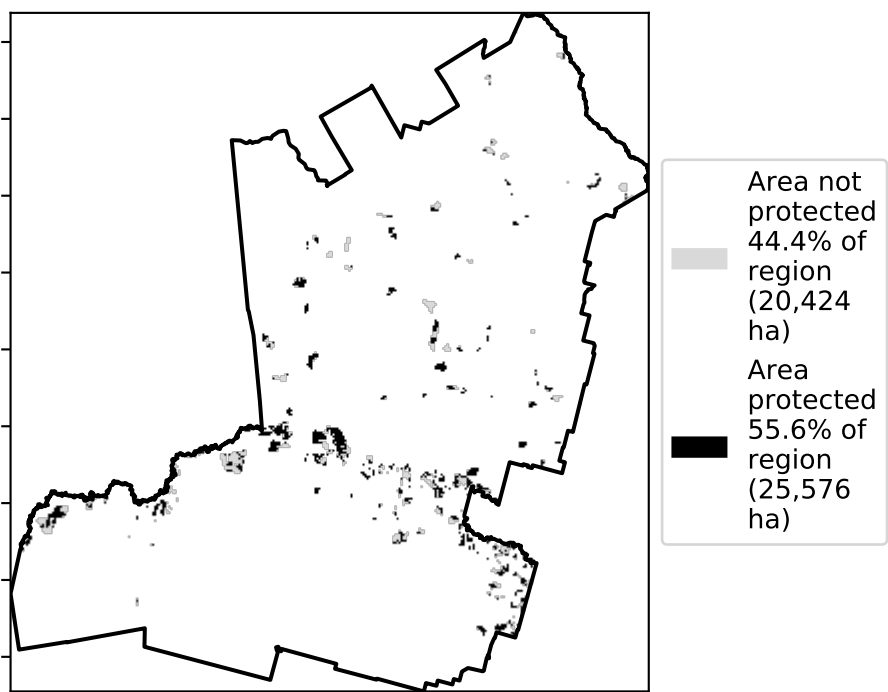 Area not
protected
44.4% of
region
(20,424
ha)
Area
protected
55.6% of
region
(25,576
ha)